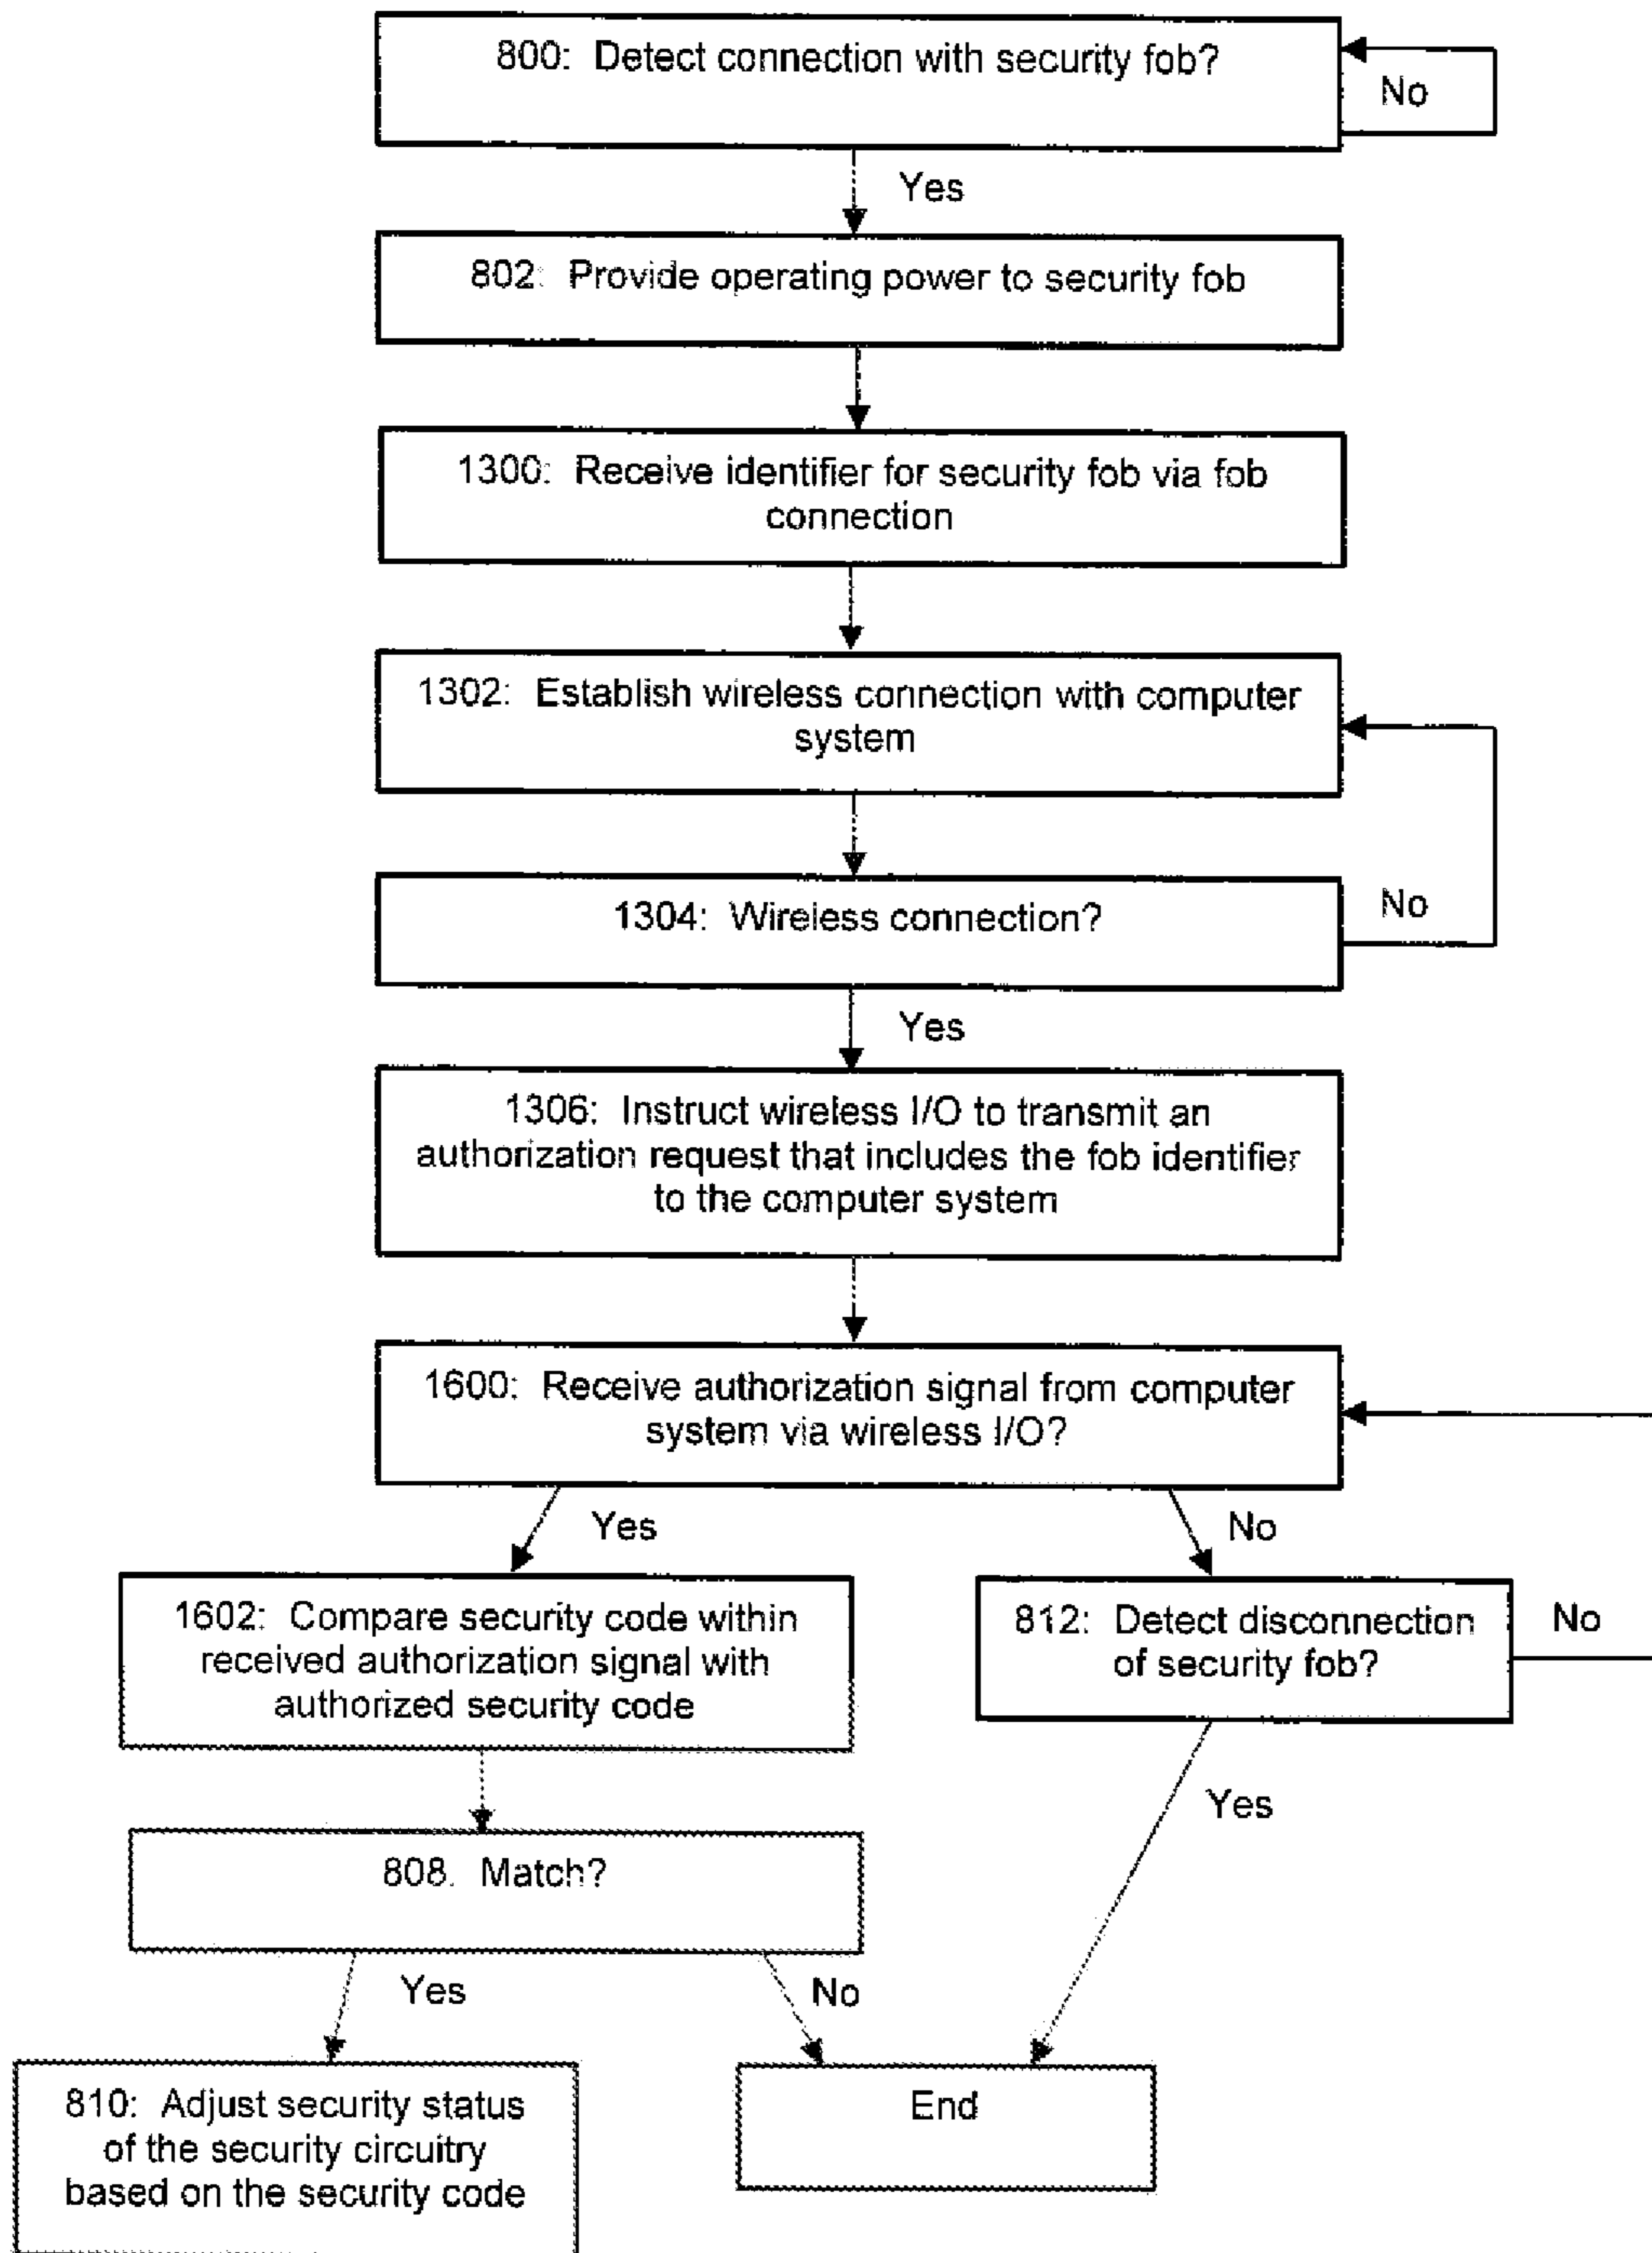 800: Detect connection with security fob?
No
Yes
802: Provide operating power to security fob
1300: Receive identifier for security fob via fob
connection
1302: Establish wireless connection with computer
system
1304: Wireless connection?
No
Yes
1306: Instruct wireless I/O to transmit an
authorization request that includes the fob identifier
to the computer system
1600: Receive authorization signal from computer
system via wireless I/O?
Yes
No
1602: Compare security code within
received authorization signal with
authorized security code
812: Detect disconnection
of security fob?
No
Yes
808. Match?
Yes
No
810: Adjust security status
of the security circuitry
based on the security code
End